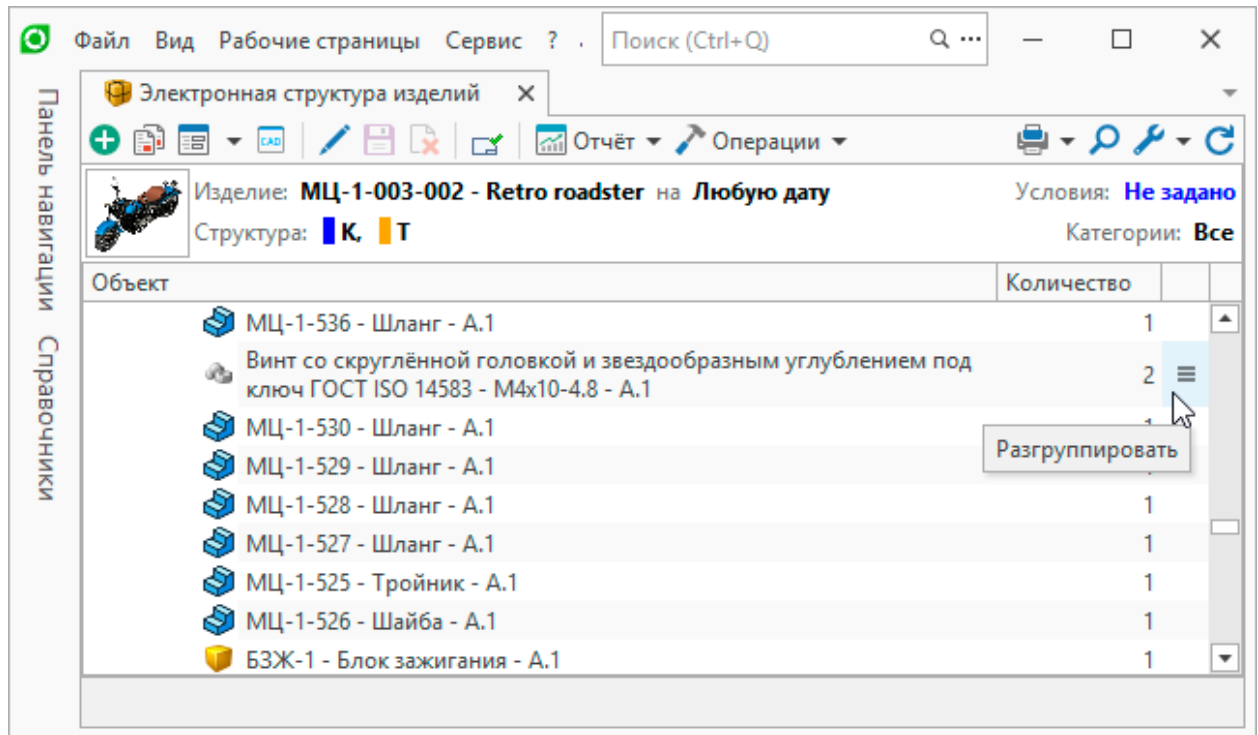 Файл Вид Рабочие страницы Сервис ? . Поиск (Ctrl+Q)
Панель навигации
Справочники
Электронная структура изделий
CAD Отчёт Операции
Изделие: МЦ-1-003-002 - Retro roadster на Любую дату Условия: Не задано
Структура: К, Т Категории: Все
Объект Количество
МЦ-1-536 - Шланг - А.1 1
Винт со скруглённой головкой и звездообразным углублением под
ключ ГОСТ ISO 14583 - М4х10-4.8 - А.1 2
МЦ-1-530 - Шланг - А.1
Разгруппировать
МЦ-1-529 - Шланг - А.1
МЦ-1-528 - Шланг - А.1 1
МЦ-1-527 - Шланг - А.1 1
МЦ-1-525 - Тройник - А.1 1
МЦ-1-526 - Шайба - А.1 1
БЗЖ-1 - Блок зажигания - А.1 1